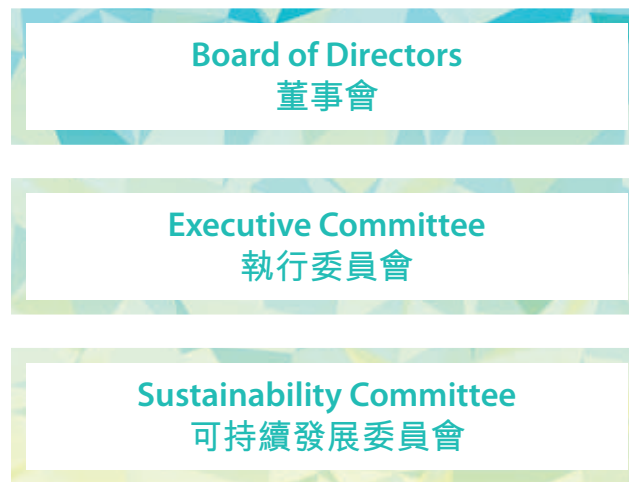 Board of Directors
董事會
Executive Committee
執行委員會
Sustainability Committee
可持續發展委員會